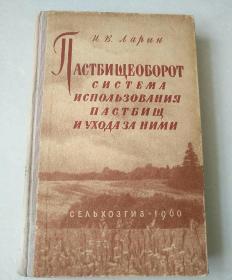 И. В. Ларин
Пастбищеоборот
СИСТЕМА
ИСПОЛЬЗОВАНИЯ
ПАСТБИЩ
И УХОДА ЗА НИМИ
СЕЛЬХОЗГИЗ - 1960